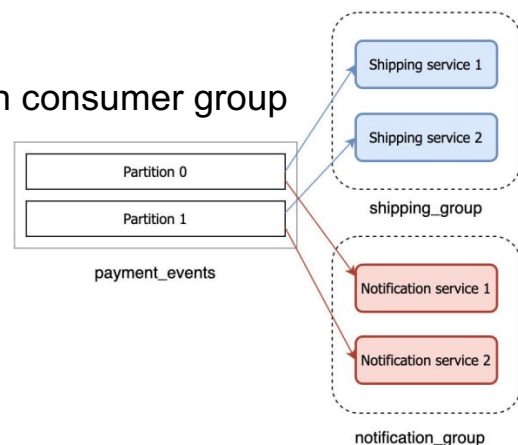 n consumer group
Partition 0
Partition 1
payment_events
Shipping service 1
Shipping service 2
shipping_group
Notification service 1
Notification service 2
notification_group